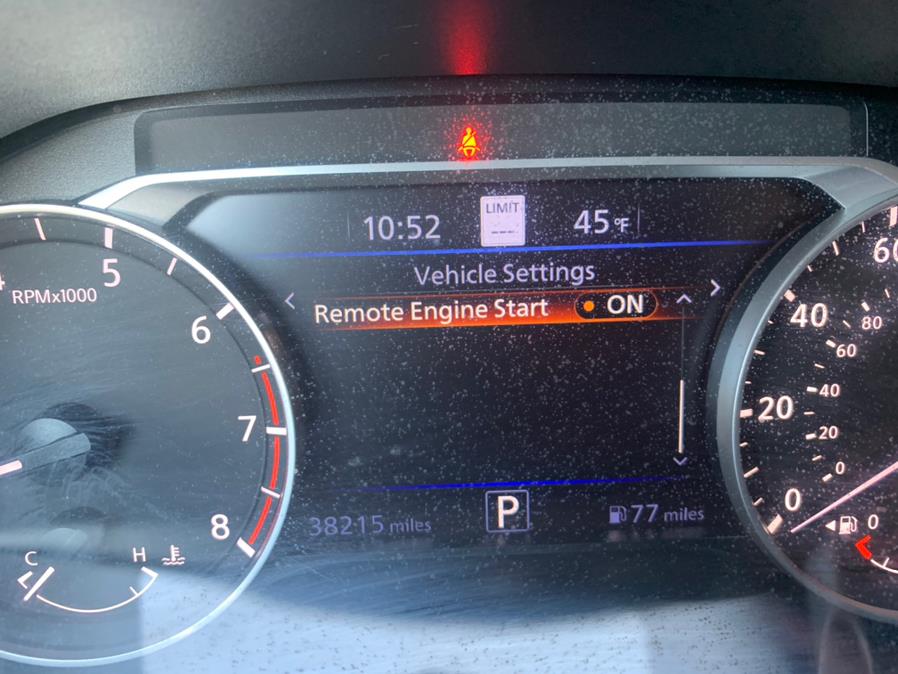 10:52
LIMIT
---
45°F
Vehicle Settings
Remote Engine Start ON
5
RPMx1000
6
7
8
C
H
60
40
80
60
20
40
20
0
0
0
38215 miles
P
77 miles